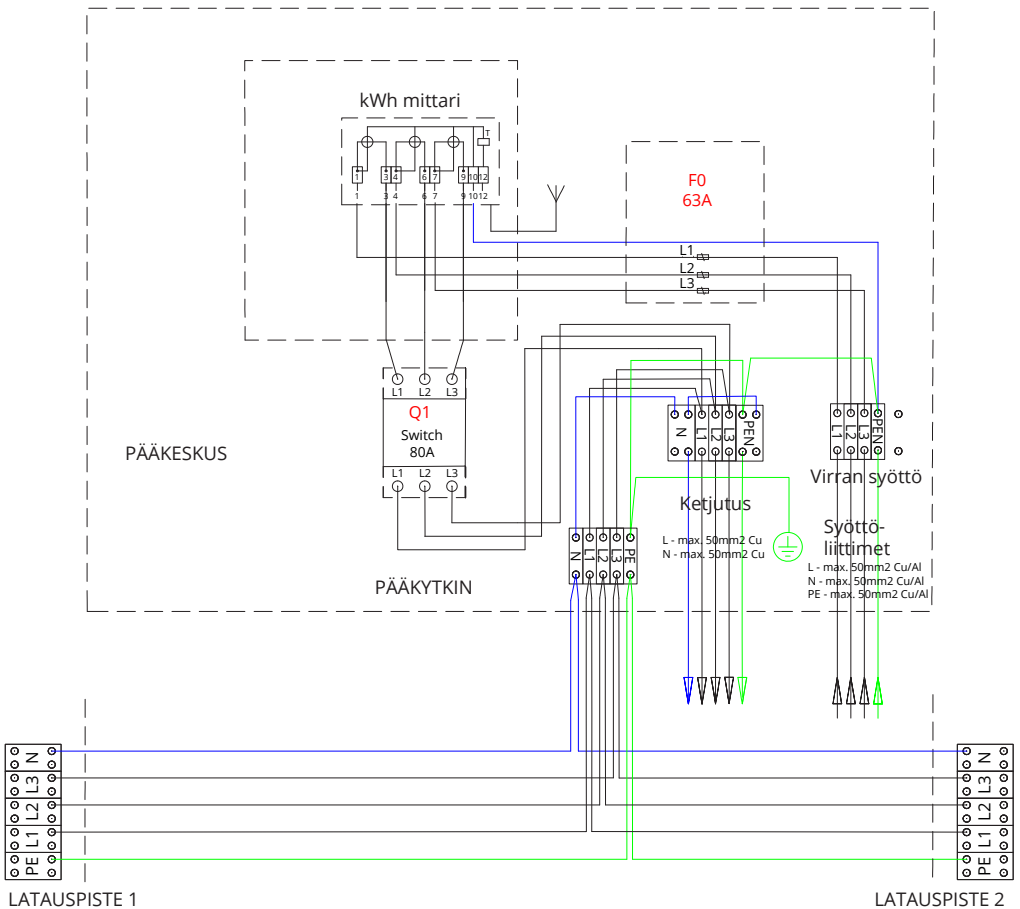 kWh mittari
T
1 3 4 6 7 9 10 12
1 3 4 6 7 9 10 12
F0
63A
L1
L2
L3
L1 L2 L3
Q1
Switch
80A
L1 L2 L3
PÄÄKESKUS
N L1 L2 L3 PEN
L1 L2 L3 PEN
Virran syöttö
Ketjutus
L - max. 50mm2 Cu
N - max. 50mm2 Cu
Syöttö-
liittimet
L - max. 50mm2 Cu/Al
N - max. 50mm2 Cu/Al
PE - max. 50mm2 Cu/Al
N L1 L2 L3 PE
PÄÄKYTKIN
N
L3
L2
L1
PE
LATAUSPISTE 1
N
L3
L2
L1
PE
LATAUSPISTE 2